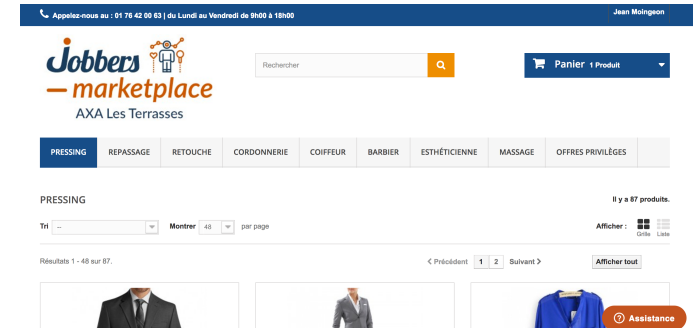 Appelez-nous au : 01 76 42 00 63 | du Lundi au Vendredi de 9h00 à 18h00
Jean Moingeon
Jobbers
marketplace
AXA Les Terrasses
Rechercher
Panier 1 Produit
PRESSING REPASSAGE RETOUCHE CORDONNERIE COIFFEUR BARBIER ESTHÉTICIENNE MASSAGE OFFRES PRIVILÈGES
PRESSING
Il y a 87 produits.
Tri -- Montrer 48 par page
Afficher :
Grille Liste
Résultats 1 - 48 sur 87.
< Précédent 1 2 Suivant >
Afficher tout
? Assistance